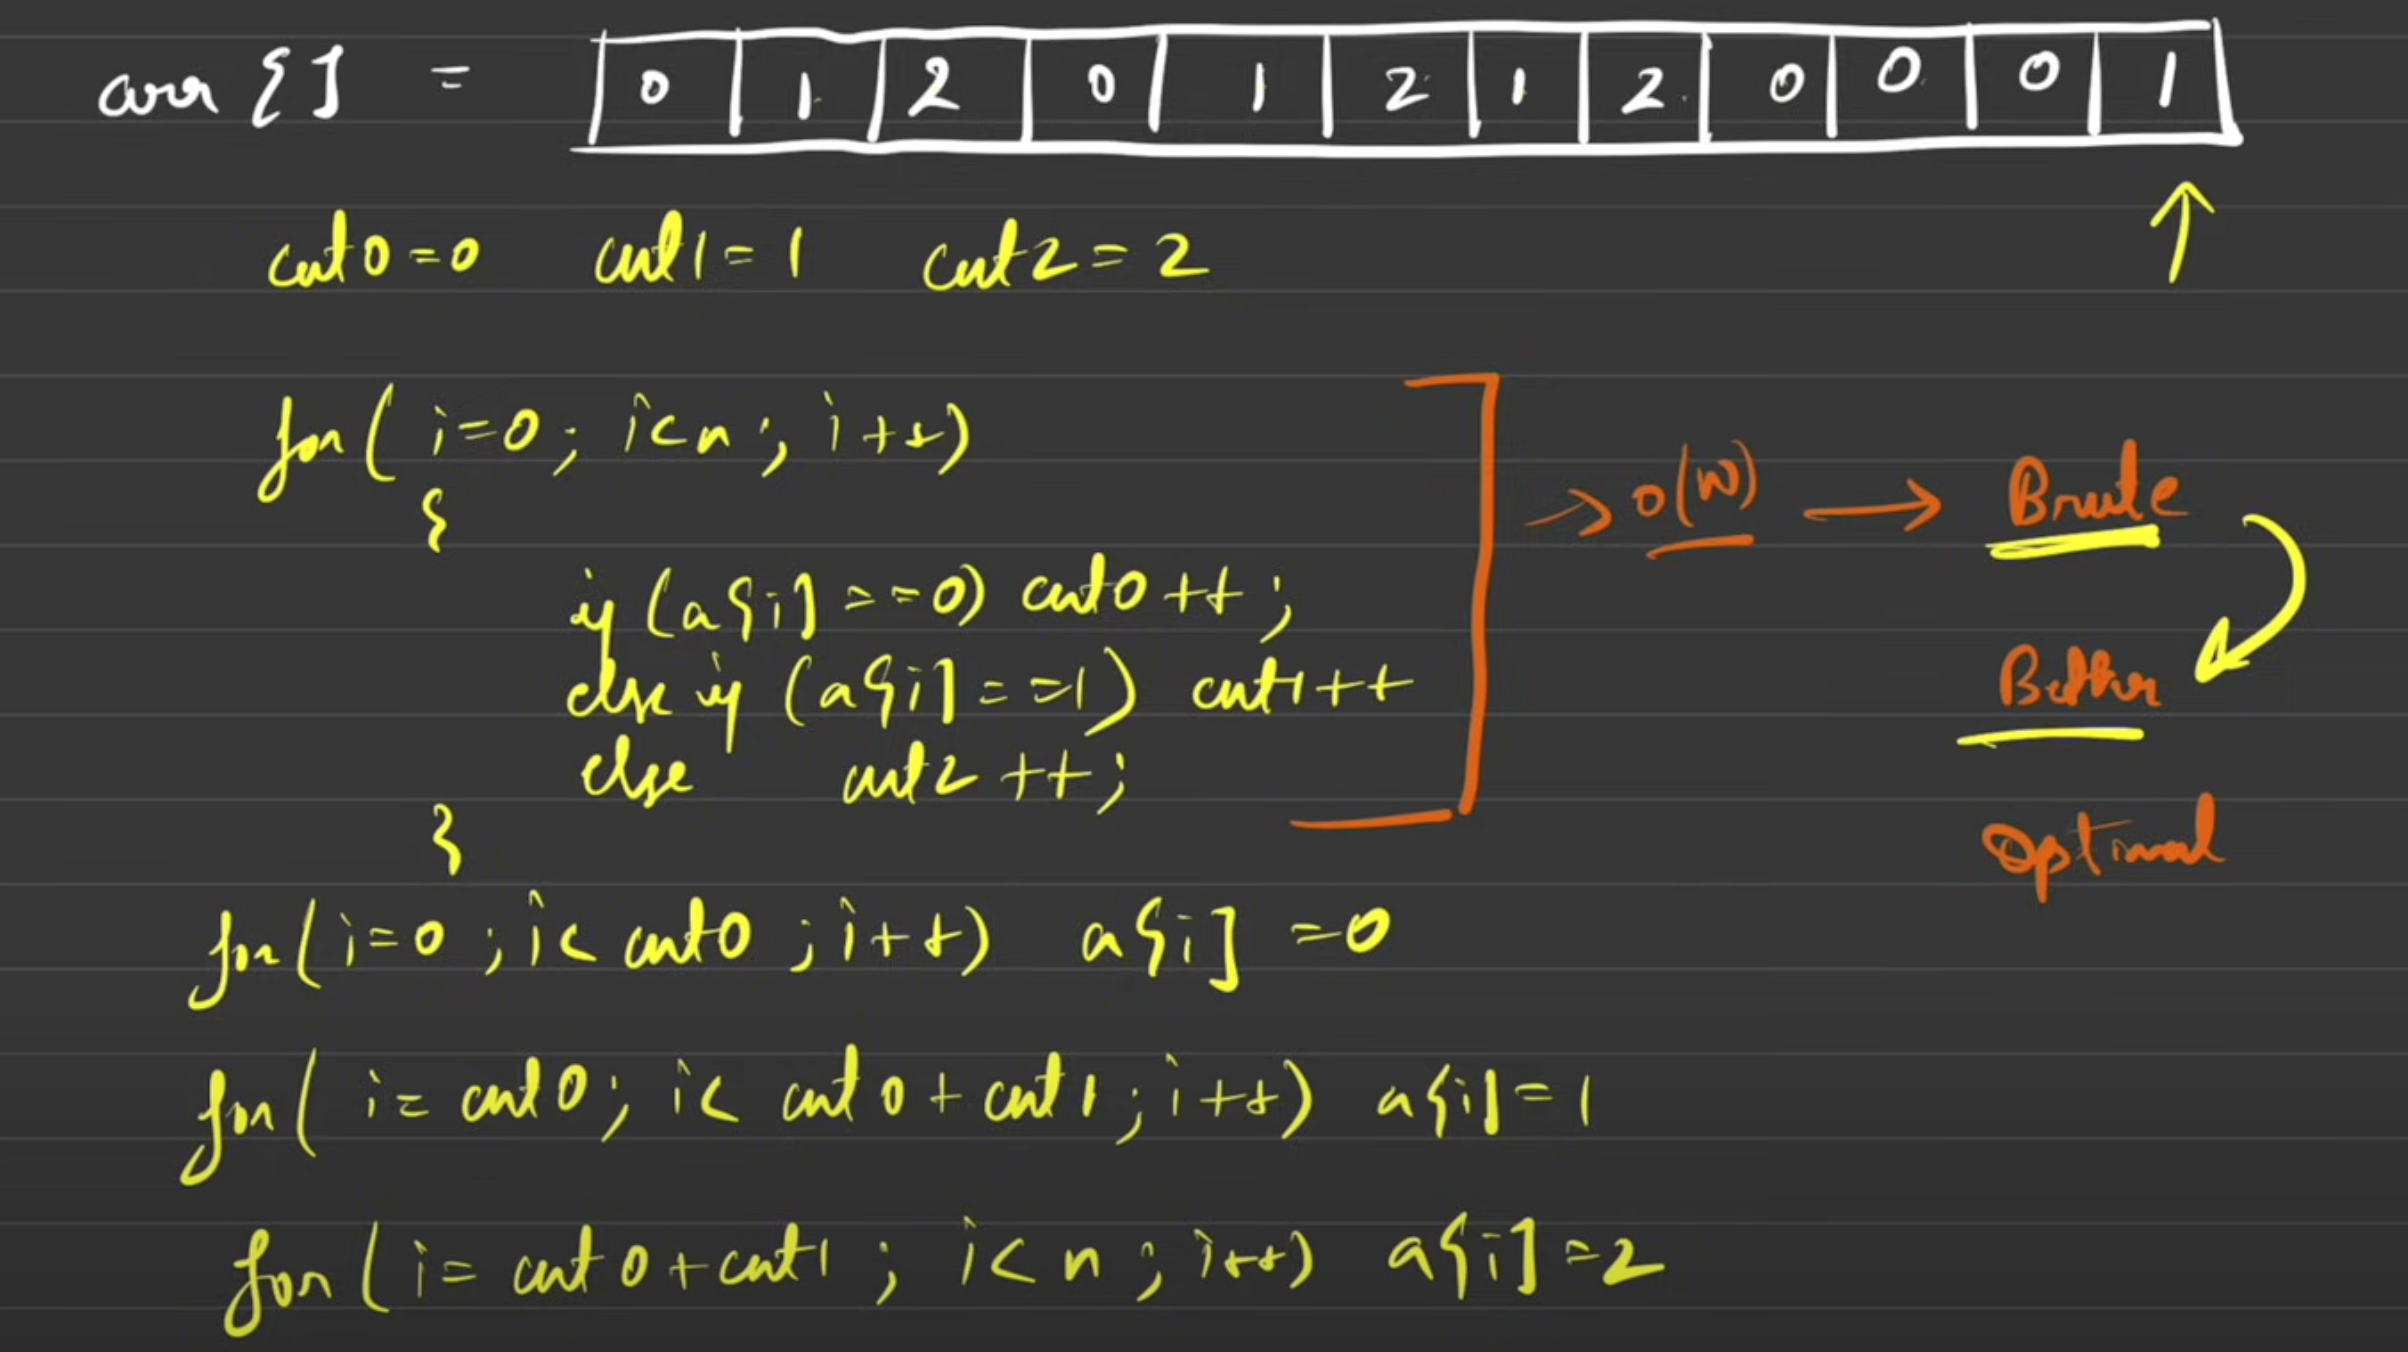 arr [] = 0 1 2 0 1 2 1 2 0 0 0 1
cnt0=0 cnt1=1 cnt2=2
for( i=0; i<n; i++)
{
if (a[i]==0) cnt0++;
else if (a[i]==1) cnt1++
else cnt2++;
}
→ O(N) → Brute
Better
Optimal
for(i=0; i< cnt0; i++) a[i] =0
for( i= cnt0; i< cnt0+cnt1; i++) a[i]=1
for( i= cnt0+cnt1; i<n; i++) a[i]=2